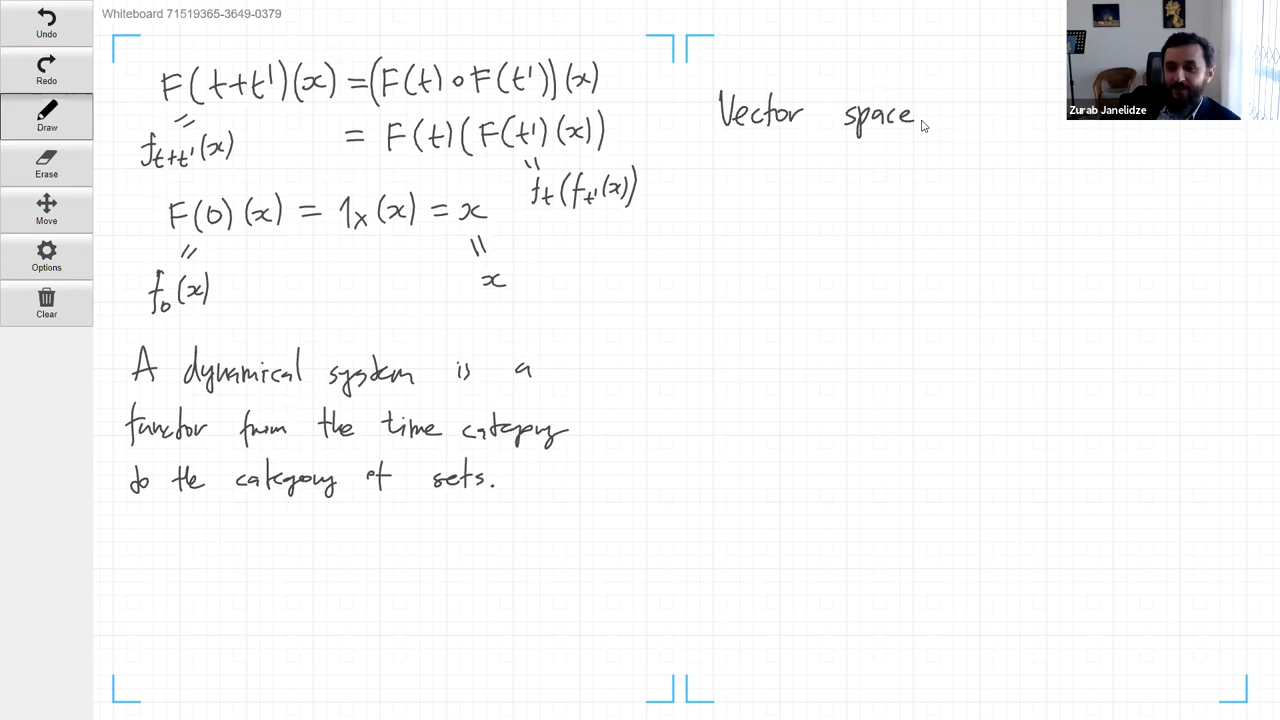 Whiteboard 71519365-3649-0379
Undo
Redo
Draw
Erase
Move
Options
Clear
F(t+t')(x) = (F(t) ∘ F(t'))(x)
= F(t)(F(t')(x))
f_{t+t'}(x)
f_t(f_{t'}(x))
F(0)(x) = 1_X(x) = x
f_0(x)
x
A dynamical system is a
functor from the time category
to the category of sets.
Vector space
Zurab Janelidze